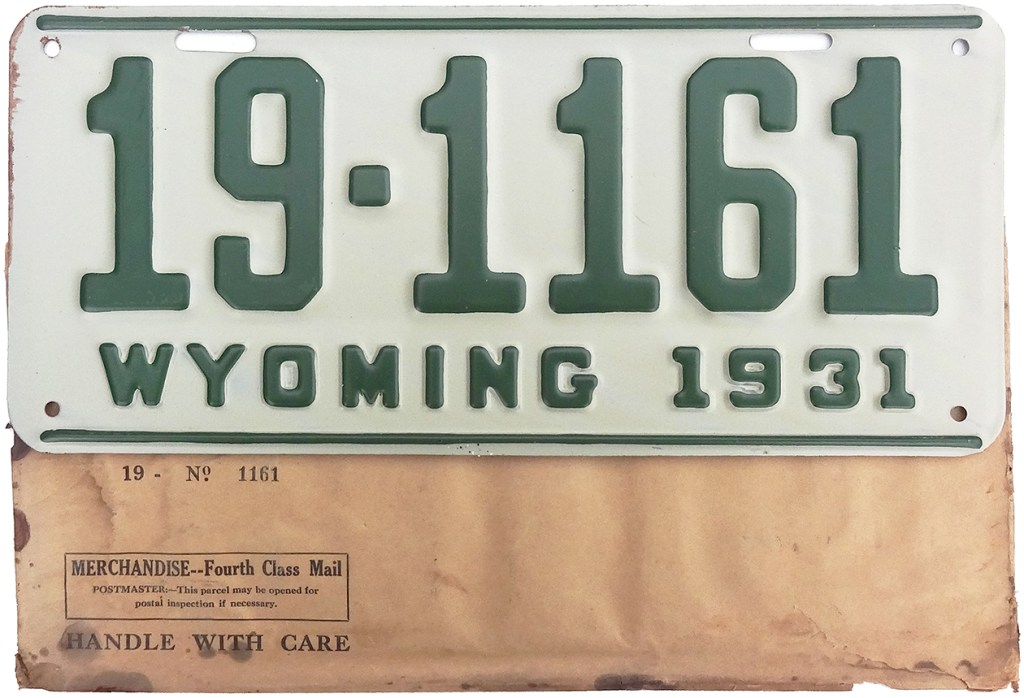 19·1161
WYOMING 1931
19 - Nº 1161
MERCHANDISE--Fourth Class Mail
POSTMASTER:—This parcel may be opened for
postal inspection if necessary.
HANDLE WITH CARE